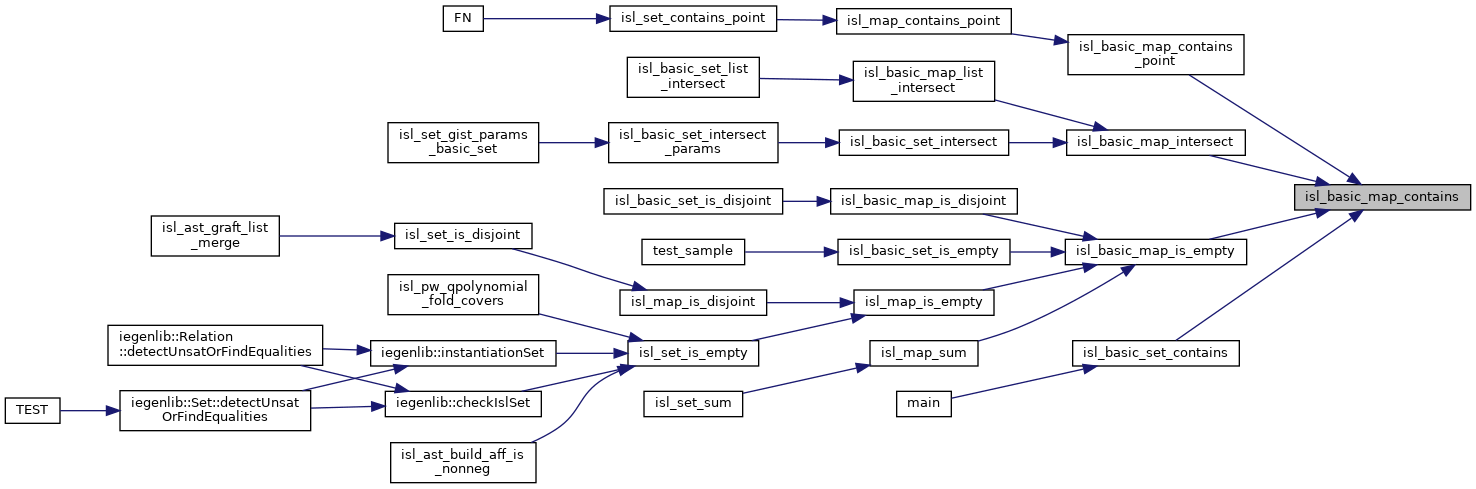 FN
isl_set_contains_point
isl_map_contains_point
isl_basic_map_contains
_point
isl_basic_set_list
_intersect
isl_basic_map_list
_intersect
isl_set_gist_params
_basic_set
isl_basic_set_intersect
_params
isl_basic_set_intersect
isl_basic_map_intersect
isl_basic_map_contains
isl_basic_set_is_disjoint
isl_basic_map_is_disjoint
isl_ast_graft_list
_merge
isl_set_is_disjoint
test_sample
isl_basic_set_is_empty
isl_basic_map_is_empty
isl_pw_qpolynomial
_fold_covers
isl_map_is_disjoint
isl_map_is_empty
iegenlib::Relation
::detectUnsatOrFindEqualities
iegenlib::instantiationSet
isl_set_is_empty
isl_map_sum
isl_basic_set_contains
TEST
iegenlib::Set::detectUnsat
OrFindEqualities
iegenlib::checkIslSet
isl_set_sum
main
isl_ast_build_aff_is
_nonneg